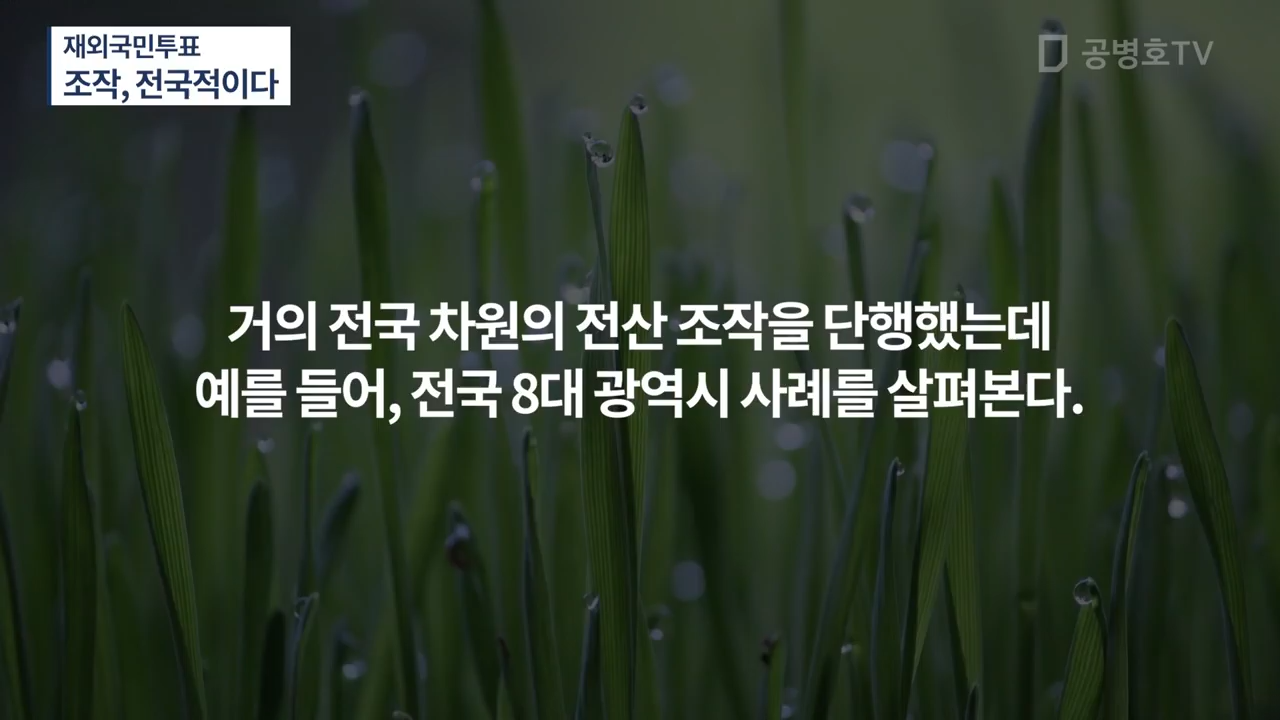 재외국민투표
조작, 전국적이다
공병호TV
거의 전국 차원의 전산 조작을 단행했는데
예를 들어, 전국 8대 광역시 사례를 살펴본다.